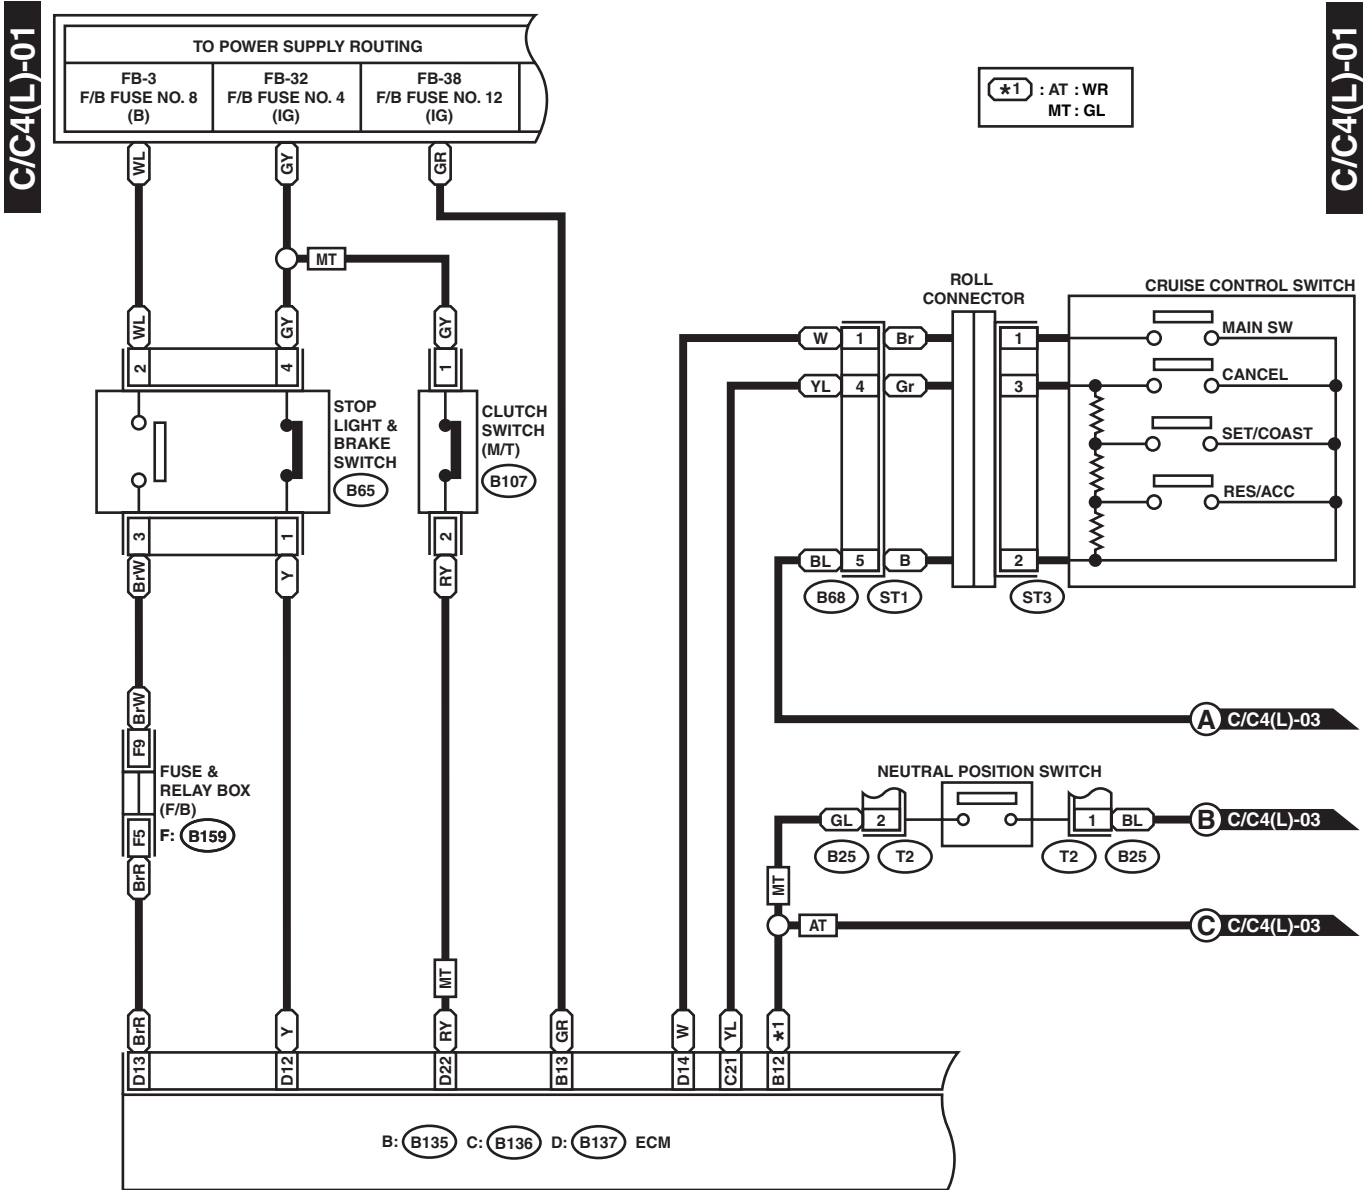 C/C4(L)-01
C/C4(L)-01
TO POWER SUPPLY ROUTING
FB-3
F/B FUSE NO. 8
(B)
FB-32
F/B FUSE NO. 4
(IG)
FB-38
F/B FUSE NO. 12
(IG)
*1 : AT : WR
MT : GL
WL
GY
GR
MT
WL
GY
GY
2
4
1
STOP
LIGHT &
BRAKE
SWITCH
B65
CLUTCH
SWITCH
(M/T)
B107
3
1
2
BrW
Y
RY
BrW
F9
FUSE &
RELAY BOX
(F/B)
F: B159
F5
BrR
MT
ROLL
CONNECTOR
CRUISE CONTROL SWITCH
W 1 Br
1
MAIN SW
YL 4 Gr
3
CANCEL
SET/COAST
RES/ACC
BL 5 B
2
B68
ST1
ST3
A C/C4(L)-03
NEUTRAL POSITION SWITCH
GL 2
1 BL
B C/C4(L)-03
B25
T2
T2
B25
MT
AT
C C/C4(L)-03
BrR
Y
RY
GR
W
YL
*1
D13
D12
D22
B13
D14
C21
B12
B: B135 C: B136 D: B137 ECM